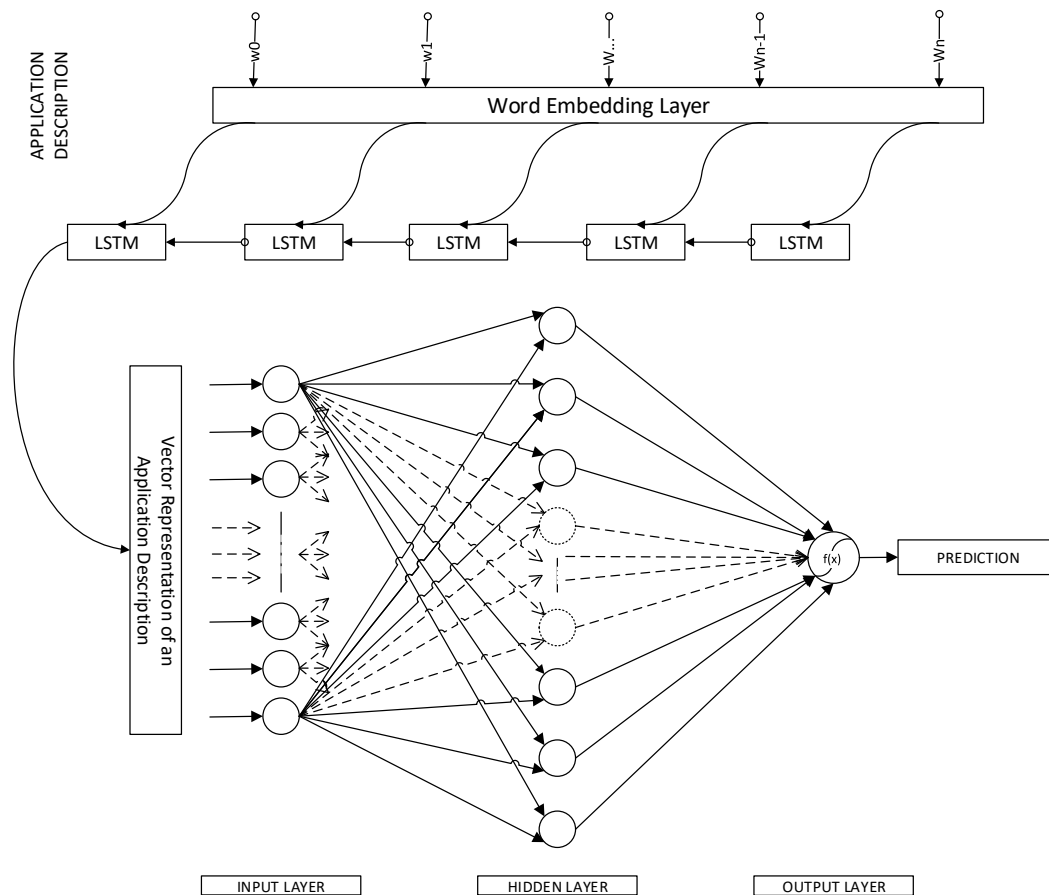 APPLICATION
DESCRIPTION
w0
w1
W...
Wn-1
Wn
Word Embedding Layer
LSTM
LSTM
LSTM
LSTM
LSTM
Vector Representation of an
Application Description
f(x)
PREDICTION
INPUT LAYER
HIDDEN LAYER
OUTPUT LAYER